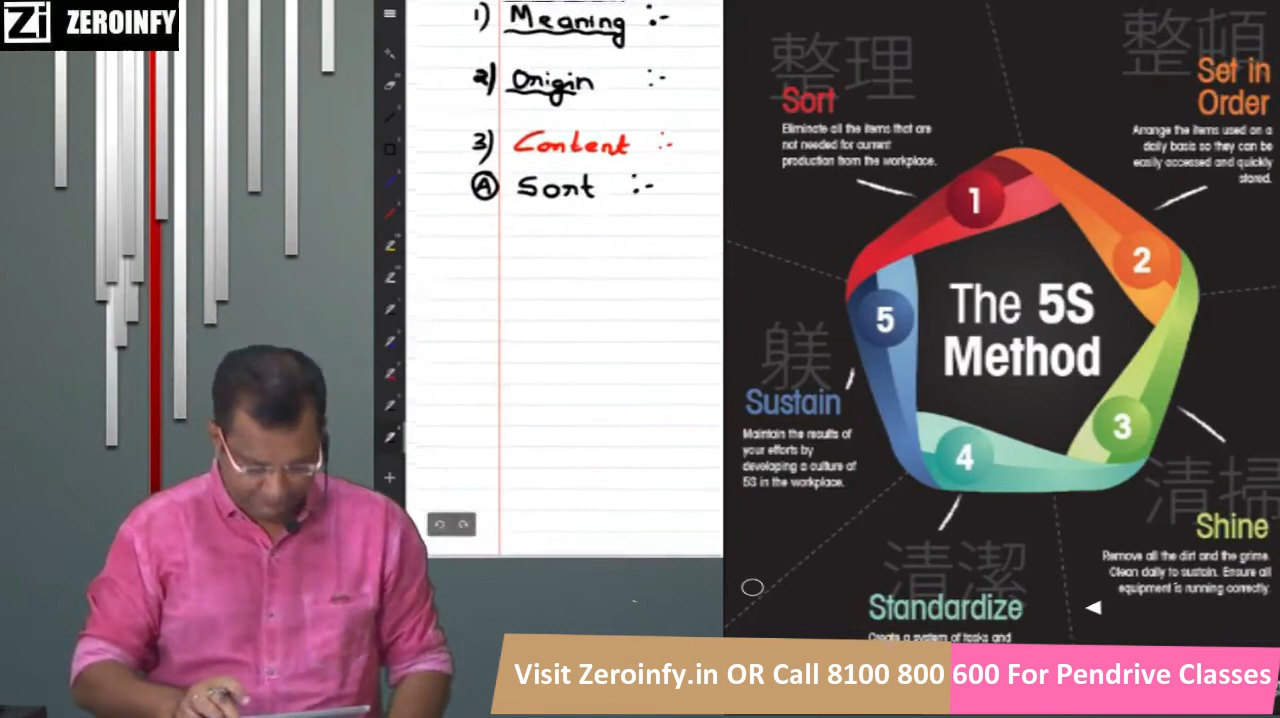 Zi ZEROINFY
1) Meaning :-
2) Origin :-
3) Content :-
A Sort :-
整理
Sort
Eliminate all the items that are
not needed for current
production from the workplace.
整頓
Set in
Order
Arrange the items used on a
daily basis so they can be
easily accessed and quickly
stored.
1
2
The 5S
Method
5
3
4
躾
Sustain
Maintain the results of
your efforts by
developing a culture of
5S in the workplace.
清掃
Shine
Remove all the dirt and the grime.
Clean daily to sustain. Ensure all
equipment is running correctly.
清潔
Standardize
Create a system of tasks and
Visit Zeroinfy.in OR Call 8100 800 600 For Pendrive Classes